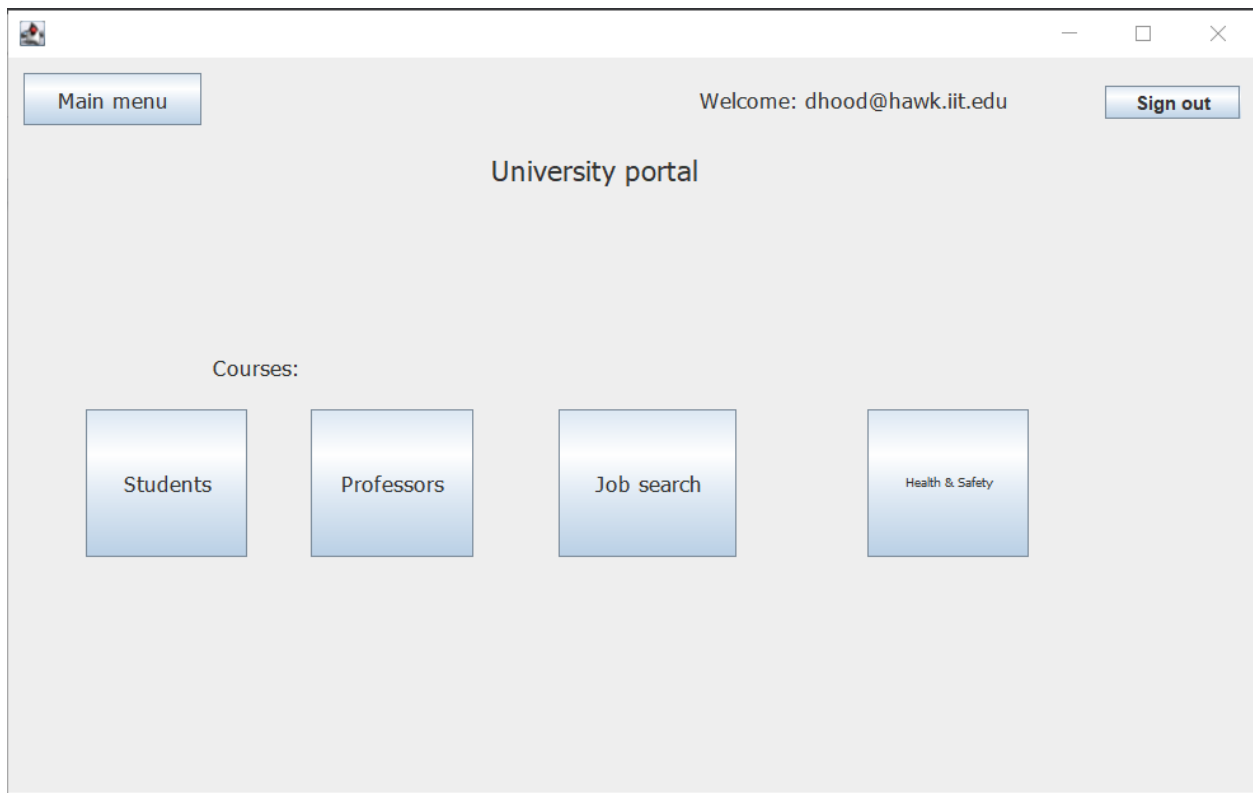 Main menu
Welcome: dhood@hawk.iit.edu
Sign out
University portal
Courses:
Students
Professors
Job search
Health & Safety